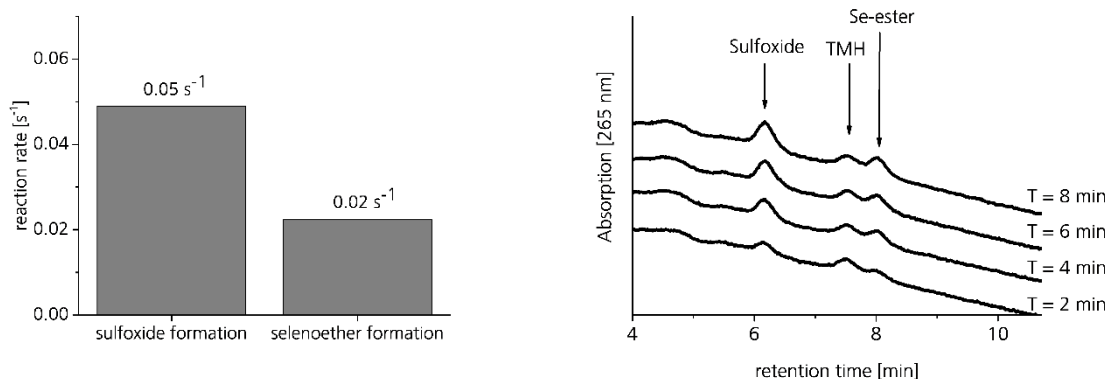 reaction rate [s⁻¹]
0.06
0.04
0.02
0.00
0.05 s⁻¹
0.02 s⁻¹
sulfoxide formation
selenoether formation
Se-ester
Sulfoxide
TMH
Absorption [265 nm]
T = 8 min
T = 6 min
T = 4 min
T = 2 min
4
6
8
10
retention time [min]